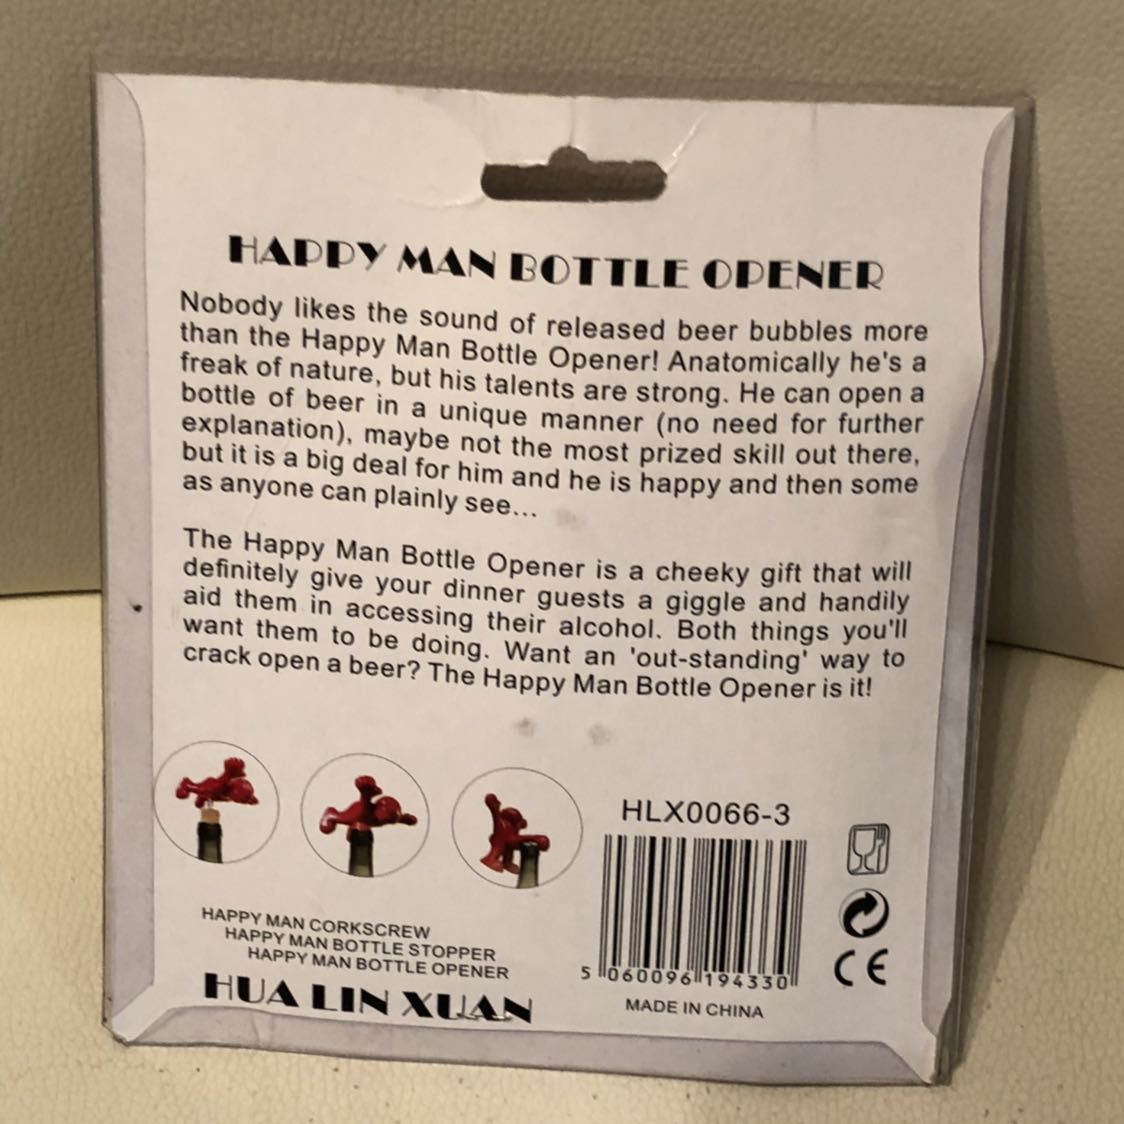 HAPPY MAN BOTTLE OPENER
Nobody likes the sound of released beer bubbles more
than the Happy Man Bottle Opener! Anatomically he's a
freak of nature, but his talents are strong. He can open a
bottle of beer in a unique manner (no need for further
explanation), maybe not the most prized skill out there,
but it is a big deal for him and he is happy and then some
as anyone can plainly see...
The Happy Man Bottle Opener is a cheeky gift that will
definitely give your dinner guests a giggle and handily
aid them in accessing their alcohol. Both things you'll
want them to be doing. Want an 'out-standing' way to
crack open a beer? The Happy Man Bottle Opener is it!
HAPPY MAN CORKSCREW
HAPPY MAN BOTTLE STOPPER
HAPPY MAN BOTTLE OPENER
HUA LIN XUAN
HLX0066-3
5 060096 194330
MADE IN CHINA
CE